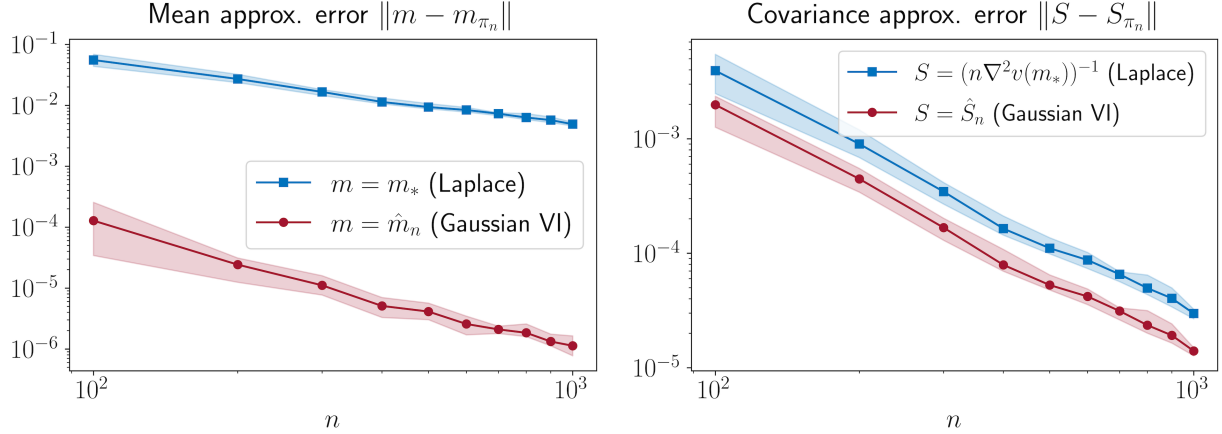 Mean approx. error ∥m − m_{π_n}∥
10^{−1}
10^{−2}
10^{−3}
10^{−4}
10^{−5}
10^{−6}
m = m_* (Laplace)
m = m̂_n (Gaussian VI)
10^2
10^3
n
Covariance approx. error ∥S − S_{π_n}∥
10^{−3}
10^{−4}
10^{−5}
S = (n∇^2v(m_*))^{−1} (Laplace)
S = Ŝ_n (Gaussian VI)
10^2
10^3
n